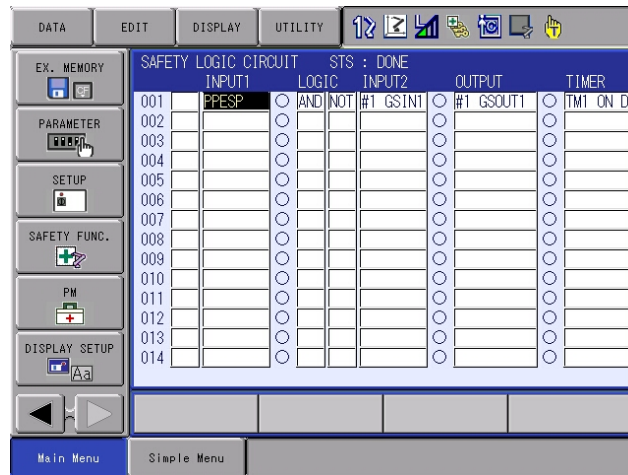 DATA EDIT DISPLAY UTILITY
EX. MEMORY
CF
PARAMETER
SETUP
SAFETY FUNC.
PM
DISPLAY SETUP
Aa
SAFETY LOGIC CIRCUIT STS : DONE
INPUT1 LOGIC INPUT2 OUTPUT TIMER
001 PPESP AND NOT #1 GSIN1 #1 GSOUT1 TM1 ON D
002
003
004
005
006
007
008
009
010
011
012
013
014
Main Menu Simple Menu